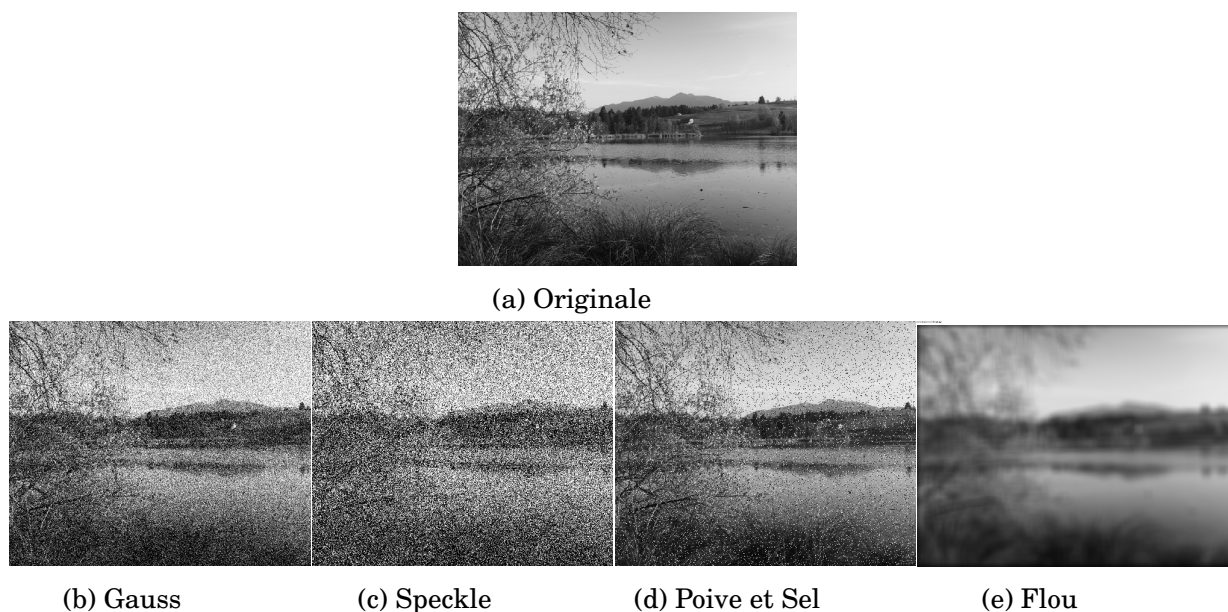 (a) Originale
(b) Gauss
(c) Speckle
(d) Poive et Sel
(e) Flou